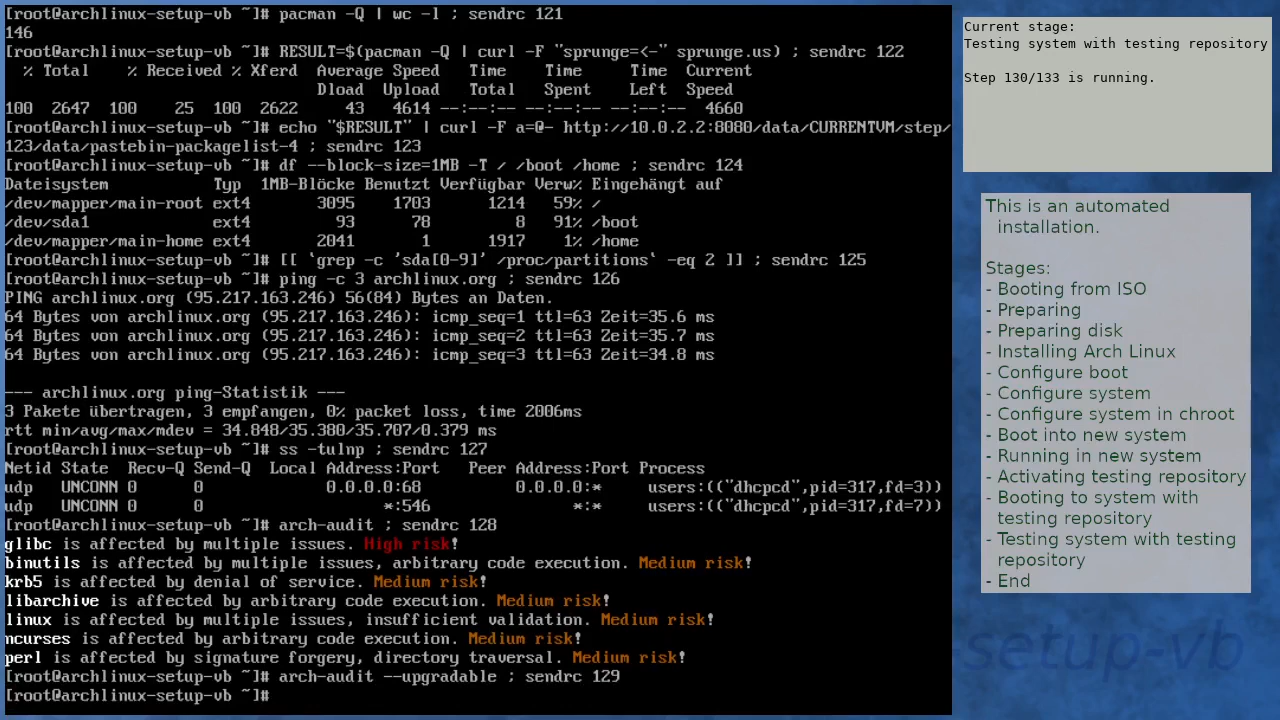 [root@archlinux-setup-vb ~]# pacman -Q | wc -l ; sendrc 121
146
[root@archlinux-setup-vb ~]# RESULT=$(pacman -Q | curl -F "sprunge=<-" sprunge.us) ; sendrc 122
  % Total    % Received % Xferd  Average Speed   Time    Time     Time  Current
                                 Dload  Upload   Total   Spent    Left  Speed
100  2647  100    25  100  2622     43   4614 --:--:-- --:--:-- --:--:--  4660
[root@archlinux-setup-vb ~]# echo "$RESULT" | curl -F a=@- http://10.0.2.2:8080/data/CURRENTVM/step/
123/data/pastebin-packagelist-4 ; sendrc 123
[root@archlinux-setup-vb ~]# df --block-size=1MB -T / /boot /home ; sendrc 124
Dateisystem           Typ  1MB-Blöcke Benutzt Verfügbar Verw% Eingehängt auf
/dev/mapper/main-root ext4       3095    1703      1214   59% /
/dev/sda1             ext4         93      78         8   91% /boot
/dev/mapper/main-home ext4       2041       1      1917    1% /home
[root@archlinux-setup-vb ~]# [[ `grep -c 'sda[0-9]' /proc/partitions` -eq 2 ]] ; sendrc 125
[root@archlinux-setup-vb ~]# ping -c 3 archlinux.org ; sendrc 126
PING archlinux.org (95.217.163.246) 56(84) Bytes an Daten.
64 Bytes von archlinux.org (95.217.163.246): icmp_seq=1 ttl=63 Zeit=35.6 ms
64 Bytes von archlinux.org (95.217.163.246): icmp_seq=2 ttl=63 Zeit=35.7 ms
64 Bytes von archlinux.org (95.217.163.246): icmp_seq=3 ttl=63 Zeit=34.8 ms
--- archlinux.org ping-Statistik ---
3 Pakete übertragen, 3 empfangen, 0% packet loss, time 2006ms
rtt min/avg/max/mdev = 34.848/35.380/35.707/0.379 ms
[root@archlinux-setup-vb ~]# ss -tulnp ; sendrc 127
Netid State  Recv-Q Send-Q  Local Address:Port   Peer Address:Port Process
udp   UNCONN 0      0             0.0.0.0:68          0.0.0.0:*     users:(("dhcpcd",pid=317,fd=3))
udp   UNCONN 0      0                   *:546               *:*     users:(("dhcpcd",pid=317,fd=7))
[root@archlinux-setup-vb ~]# arch-audit ; sendrc 128
glibc is affected by multiple issues. High risk!
binutils is affected by multiple issues, arbitrary code execution. Medium risk!
krb5 is affected by denial of service. Medium risk!
libarchive is affected by arbitrary code execution. Medium risk!
linux is affected by multiple issues, insufficient validation. Medium risk!
ncurses is affected by arbitrary code execution. Medium risk!
perl is affected by signature forgery, directory traversal. Medium risk!
[root@archlinux-setup-vb ~]# arch-audit --upgradable ; sendrc 129
[root@archlinux-setup-vb ~]#
Current stage:
Testing system with testing repository
Step 130/133 is running.
This is an automated
installation.
Stages:
- Booting from ISO
- Preparing
- Preparing disk
- Installing Arch Linux
- Configure boot
- Configure system
- Configure system in chroot
- Boot into new system
- Running in new system
- Activating testing repository
- Booting to system with
testing repository
- Testing system with testing
repository
- End
-setup-vb